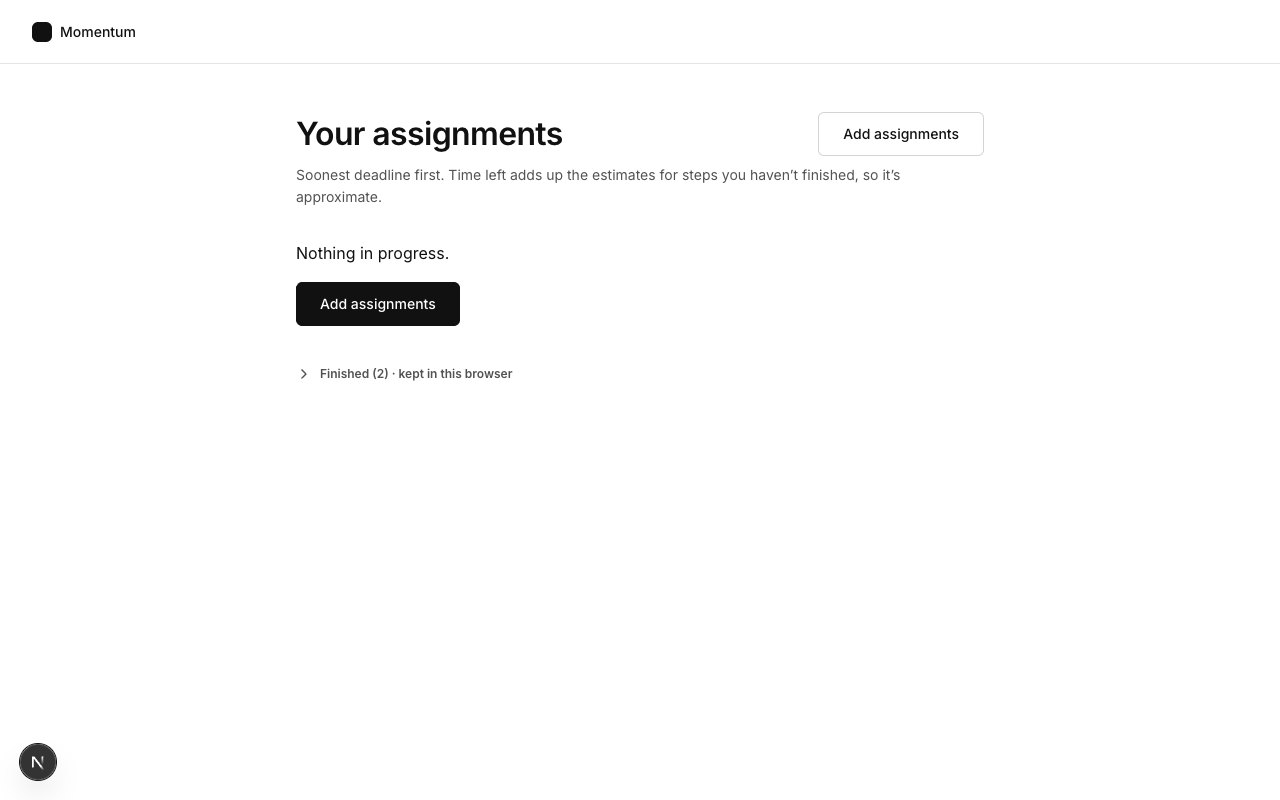 Momentum
Your assignments
Add assignments
Soonest deadline first. Time left adds up the estimates for steps you haven’t finished, so it’s
approximate.
Nothing in progress.
Add assignments
Finished (2) · kept in this browser
N